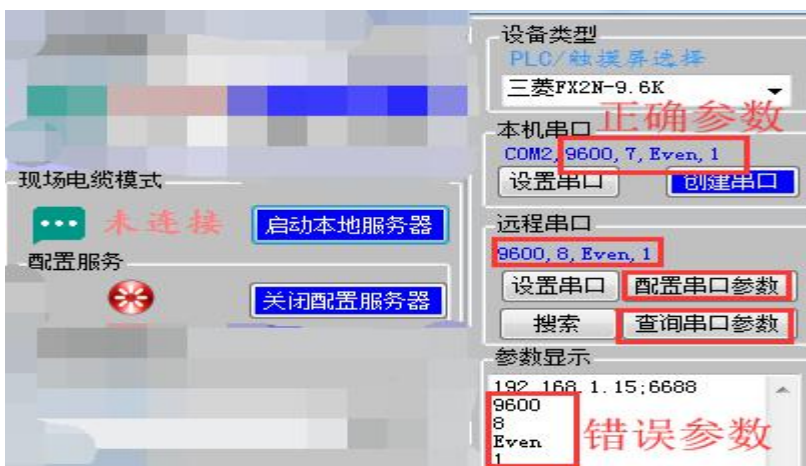 设备类型
PLC/触摸屏选择
三菱FX2N-9.6K
正确参数
本机串口
COM2,9600,7,Even,1
设置串口
创建串口
现场电缆模式
未连接
启动本地服务器
配置服务
关闭配置服务器
远程串口
9600,8,Even,1
设置串口
配置串口参数
搜索
查询串口参数
参数显示
192.168.1.15;6688
9600
8
Even
1
错误参数